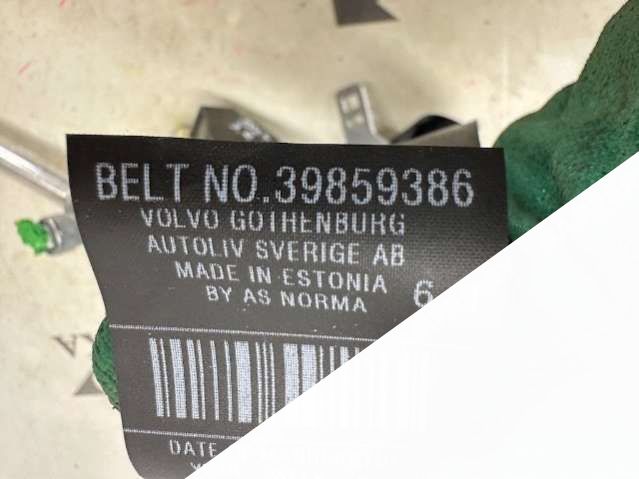 BELT NO.39859386
VOLVO GOTHENBURG
AUTOLIV SVERIGE AB
MADE IN ESTONIA
BY AS NORMA 6
DATE